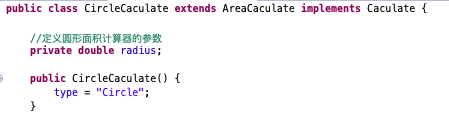 public class CircleCaculate extends AreaCaculate implements Caculate {
//定义圆形面积计算器的参数
private double radius;
public CircleCaculate() {
type = "Circle";
}